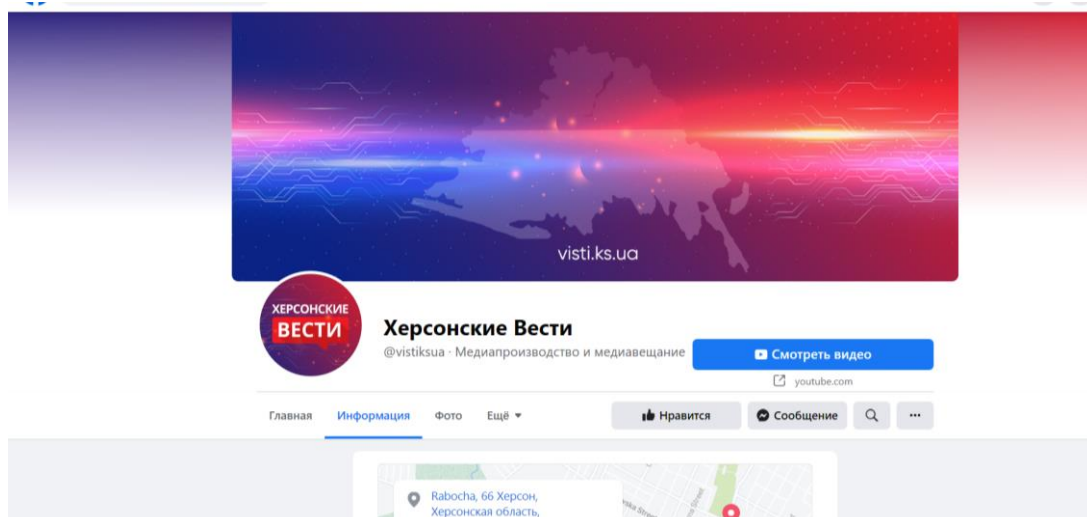 visti.ks.ua
ХЕРСОНСКИЕ
ВЕСТИ
Херсонские Вести
@vistiksua · Медиапроизводство и медиавещание
Смотреть видео
youtube.com
Главная Информация Фото Ещё
Нравится Сообщение
Rabocha, 66 Херсон,
Херсонская область,
Street